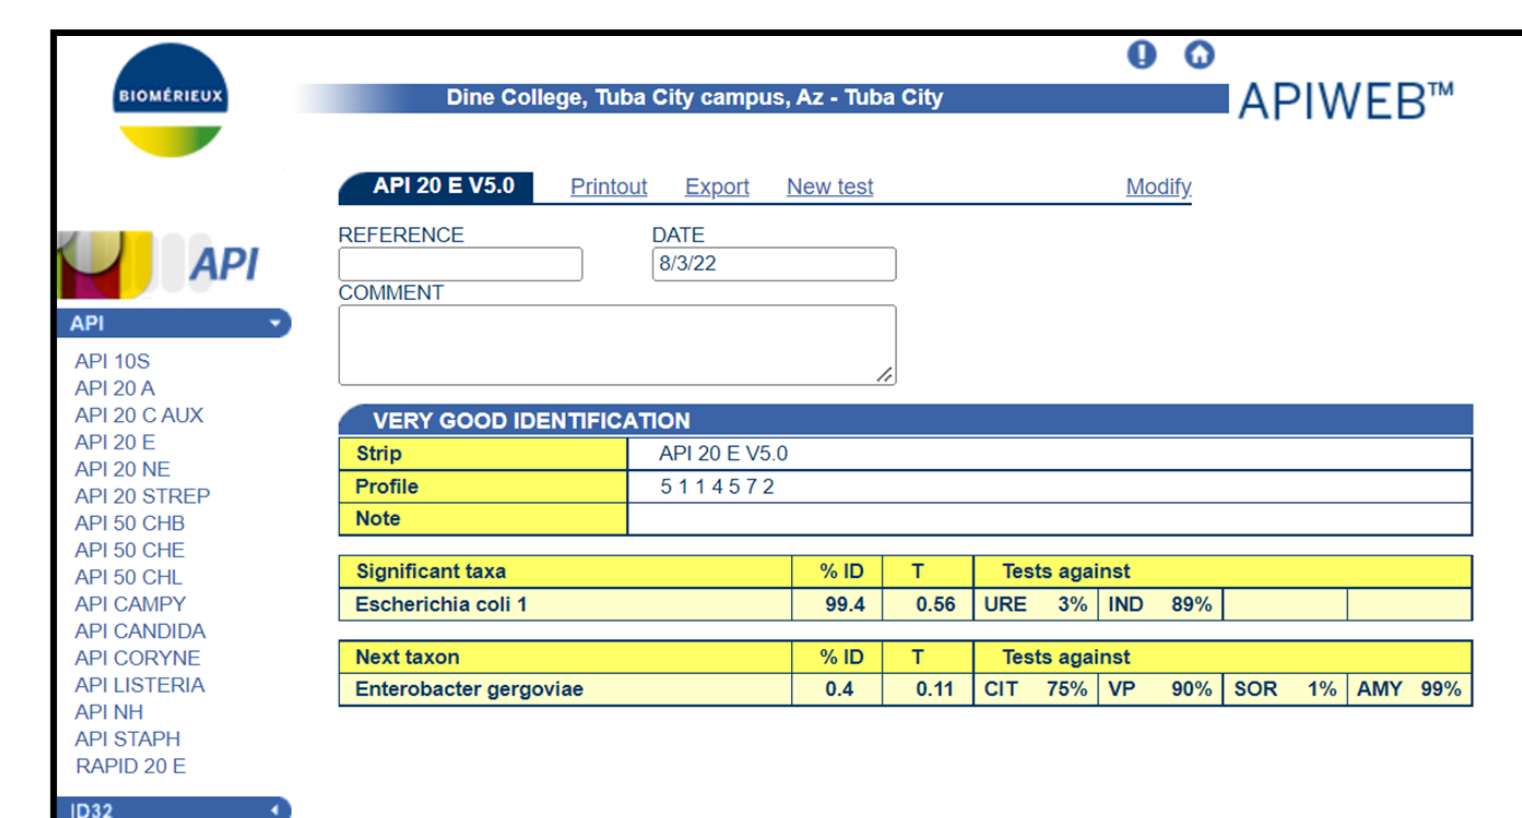 BIOMÉRIEUX
Dine College, Tuba City campus, Az - Tuba City
APIWEB™
API 20 E V5.0 Printout Export New test Modify
API
REFERENCE DATE
8/3/22
COMMENT
API
API 10S
API 20 A
API 20 C AUX
API 20 E
API 20 NE
API 20 STREP
API 50 CHB
API 50 CHE
API 50 CHL
API CAMPY
API CANDIDA
API CORYNE
API LISTERIA
API NH
API STAPH
RAPID 20 E
ID32
VERY GOOD IDENTIFICATION
Strip API 20 E V5.0
Profile 5 1 1 4 5 7 2
Note
Significant taxa % ID T Tests against
Escherichia coli 1 99.4 0.56 URE 3% IND 89%
Next taxon % ID T Tests against
Enterobacter gergoviae 0.4 0.11 CIT 75% VP 90% SOR 1% AMY 99%